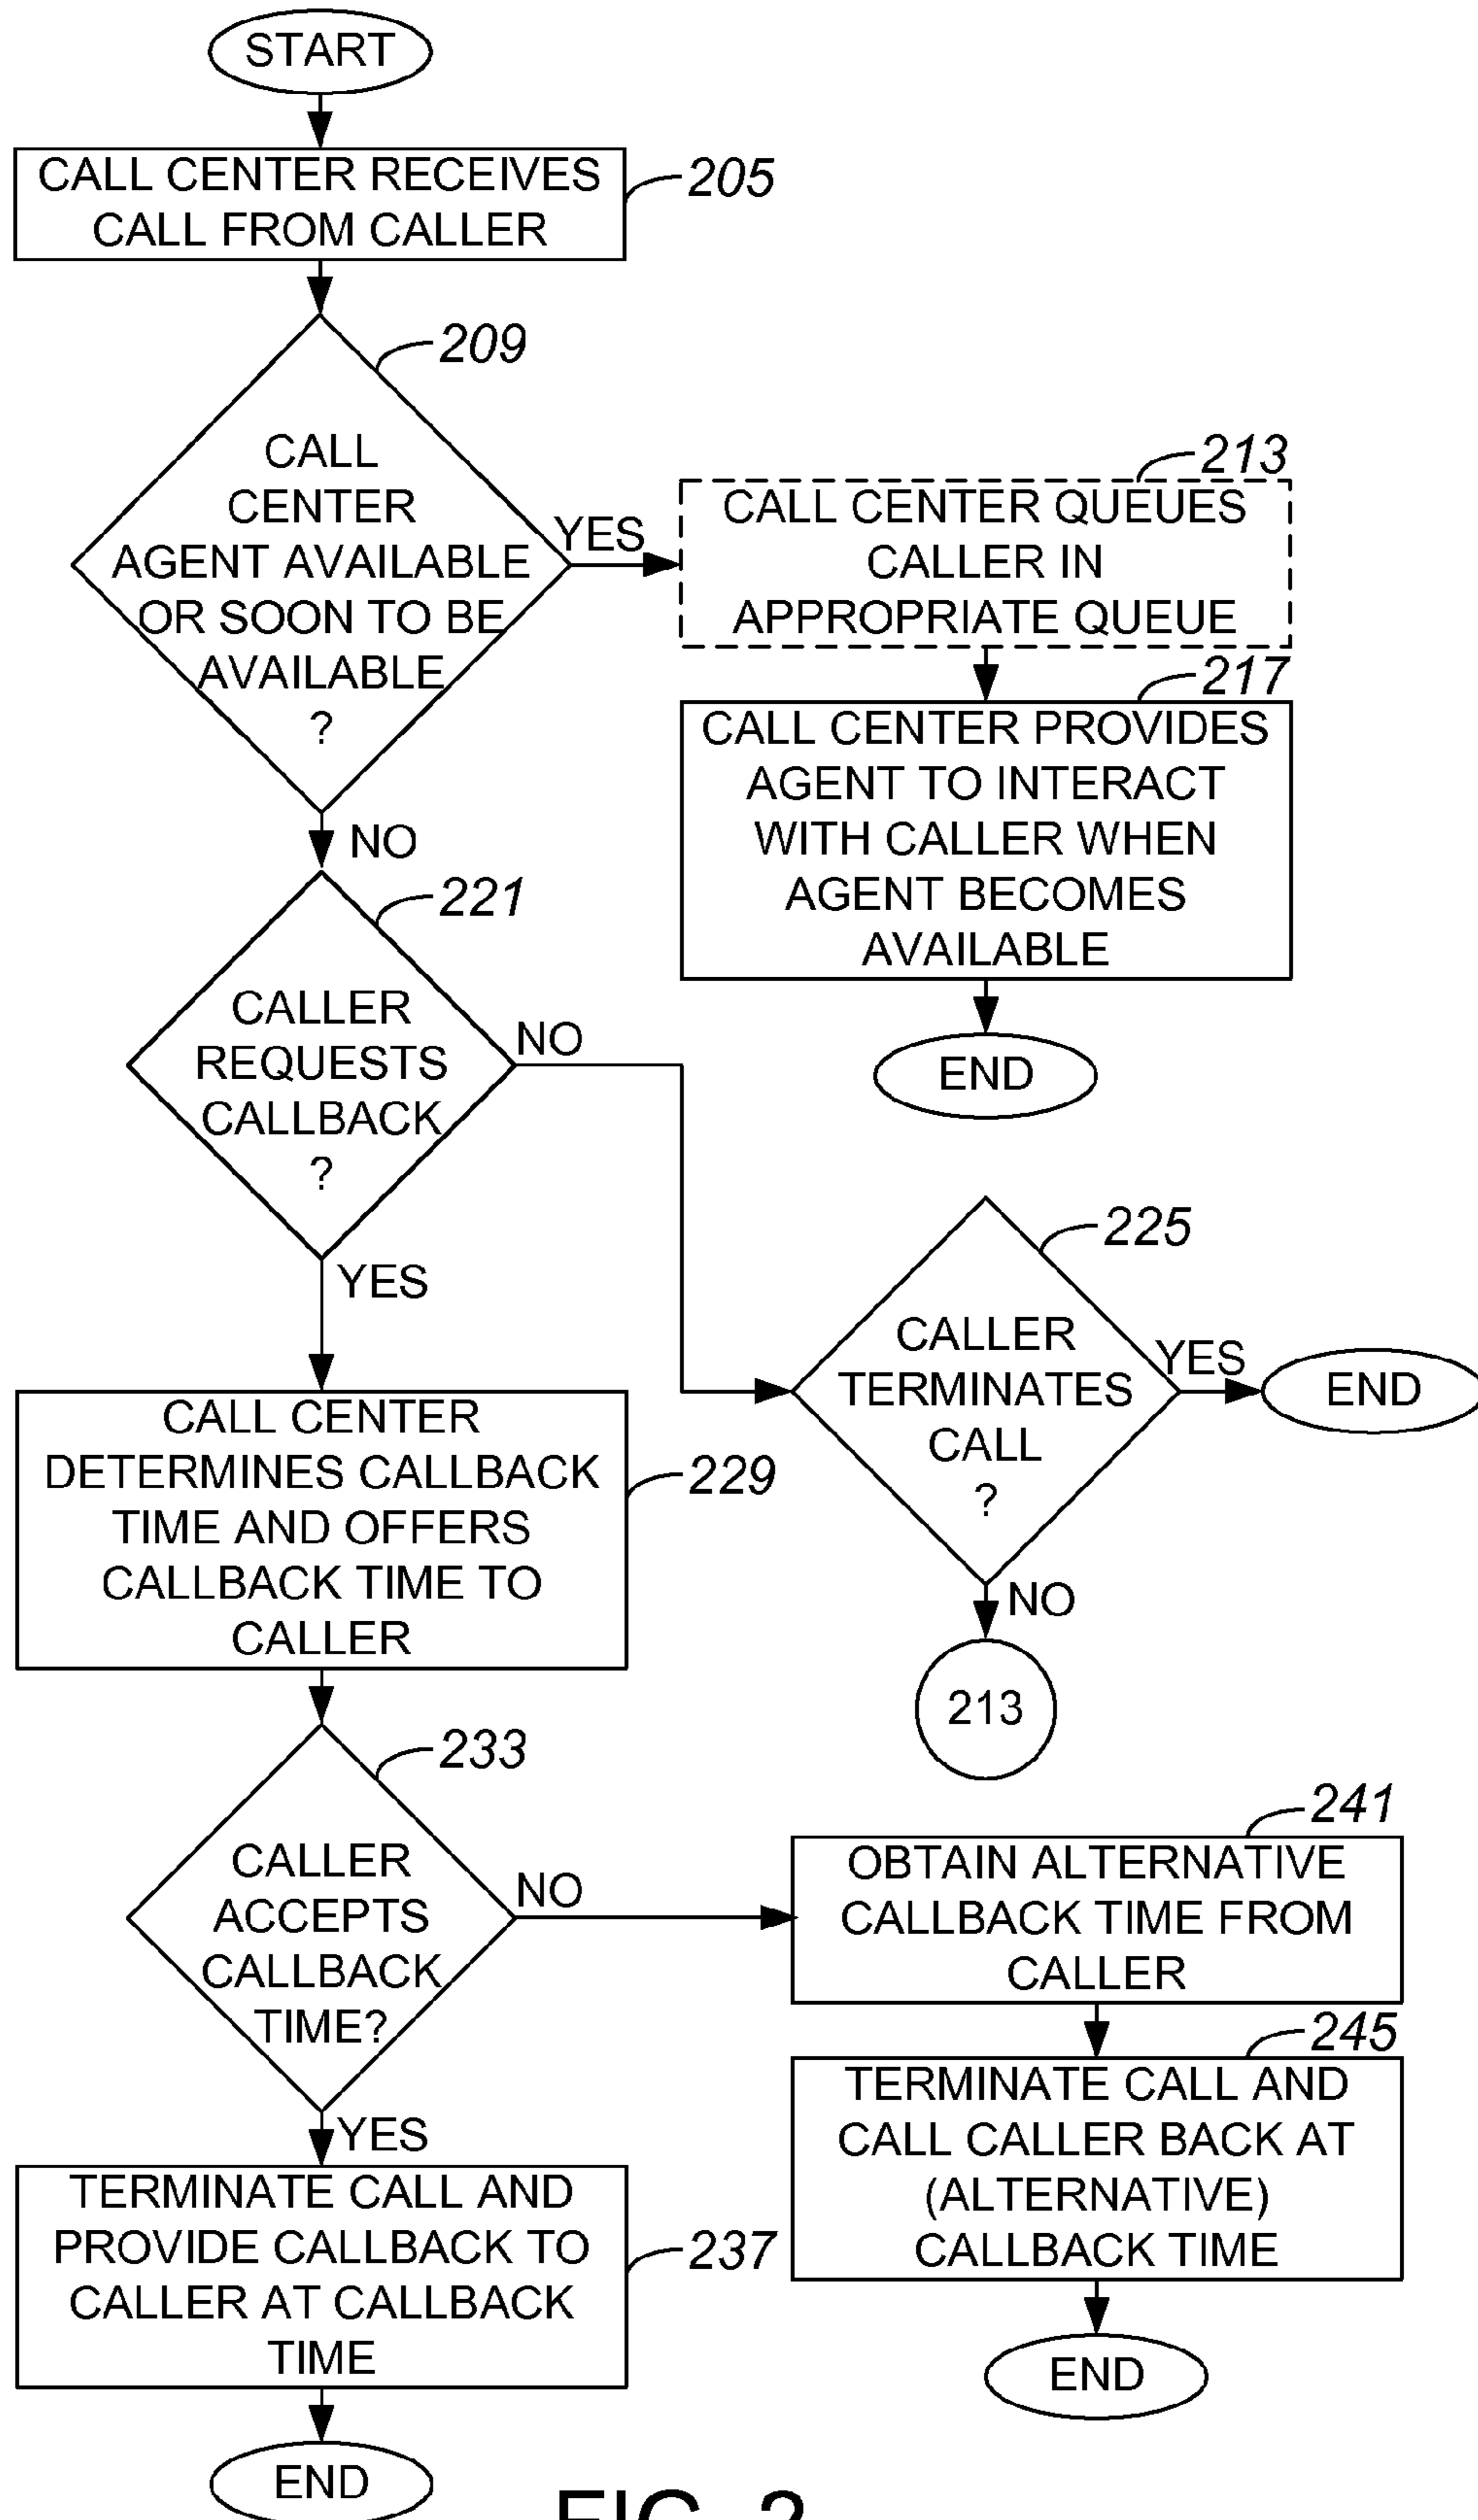 START
CALL CENTER RECEIVES
CALL FROM CALLER
205
209
CALL
CENTER
AGENT AVAILABLE
OR SOON TO BE
AVAILABLE
?
YES
213
CALL CENTER QUEUES
CALLER IN
APPROPRIATE QUEUE
217
CALL CENTER PROVIDES
AGENT TO INTERACT
WITH CALLER WHEN
AGENT BECOMES
AVAILABLE
END
NO
221
CALLER
REQUESTS
CALLBACK
?
NO
YES
225
CALLER
TERMINATES
CALL
?
YES
END
NO
213
CALL CENTER
DETERMINES CALLBACK
TIME AND OFFERS
CALLBACK TIME TO
CALLER
229
233
CALLER
ACCEPTS
CALLBACK
TIME?
NO
241
OBTAIN ALTERNATIVE
CALLBACK TIME FROM
CALLER
245
TERMINATE CALL AND
CALL CALLER BACK AT
(ALTERNATIVE)
CALLBACK TIME
END
YES
TERMINATE CALL AND
PROVIDE CALLBACK TO
CALLER AT CALLBACK
TIME
237
END
FIG. 2